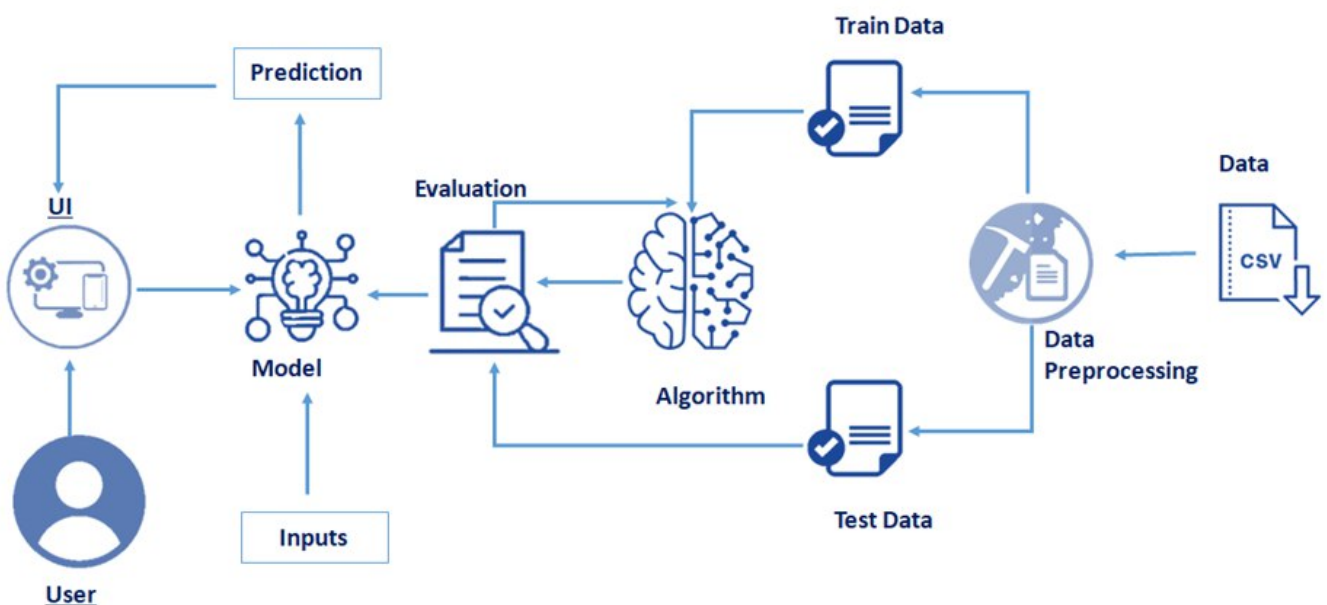 Train Data
Prediction
Data
Evaluation
UI
CSV
Model
Data
Preprocessing
Algorithm
Test Data
Inputs
User